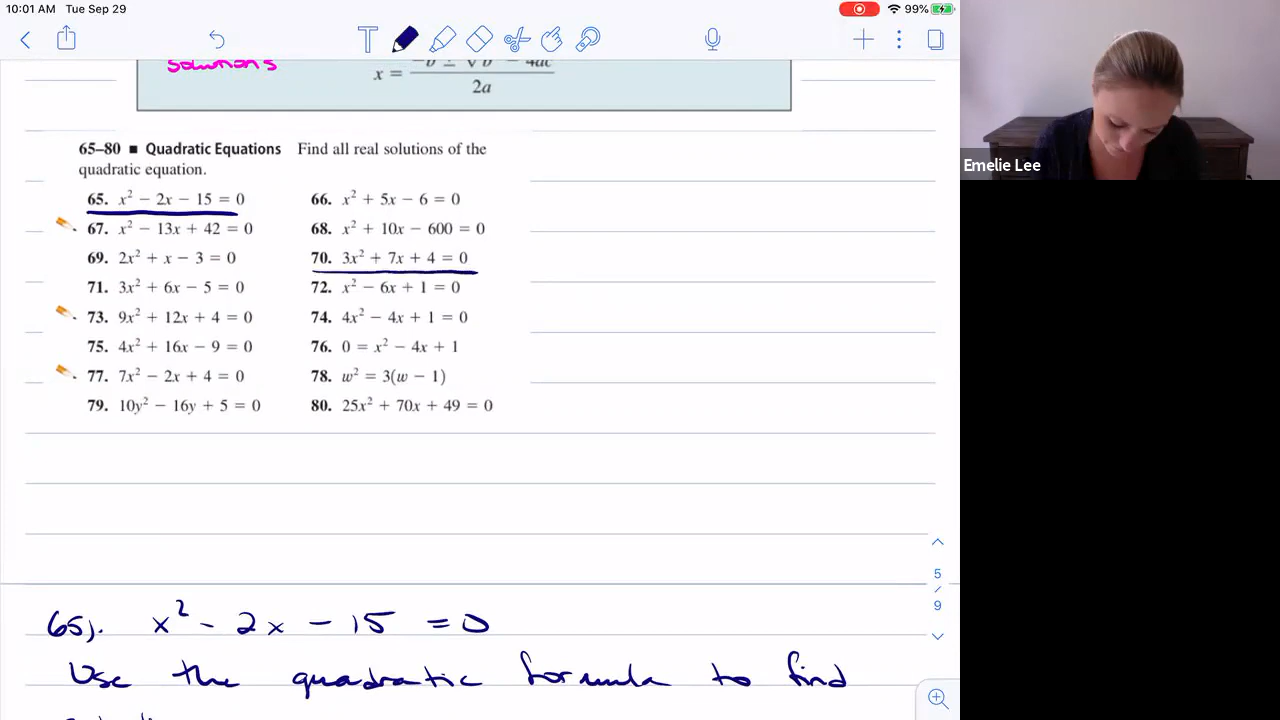 10:01 AM Tue Sep 29
99%
T
solutions
x = −b ± √b² − 4ac
2a
65–80 ■ Quadratic Equations Find all real solutions of the
quadratic equation.
65. x² − 2x − 15 = 0
66. x² + 5x − 6 = 0
67. x² − 13x + 42 = 0
68. x² + 10x − 600 = 0
69. 2x² + x − 3 = 0
70. 3x² + 7x + 4 = 0
71. 3x² + 6x − 5 = 0
72. x² − 6x + 1 = 0
73. 9x² + 12x + 4 = 0
74. 4x² − 4x + 1 = 0
75. 4x² + 16x − 9 = 0
76. 0 = x² − 4x + 1
77. 7x² − 2x + 4 = 0
78. w² = 3(w − 1)
79. 10y² − 16y + 5 = 0
80. 25x² + 70x + 49 = 0
5
/
9
65). x² - 2x - 15 = 0
Use the quadratic formula to find
Emelie Lee